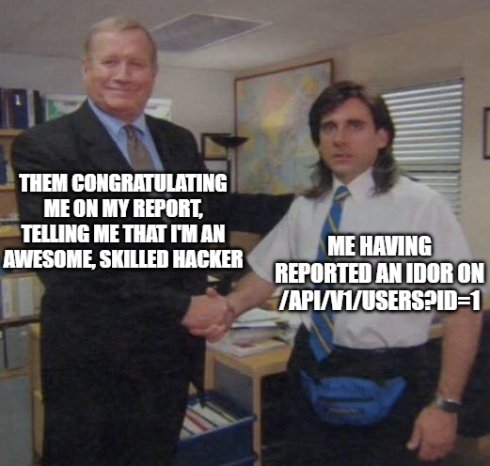 THEM CONGRATULATING
ME ON MY REPORT,
TELLING ME THAT I'M AN
AWESOME, SKILLED HACKER
ME HAVING
REPORTED AN IDOR ON
/API/V1/USERS?ID=1